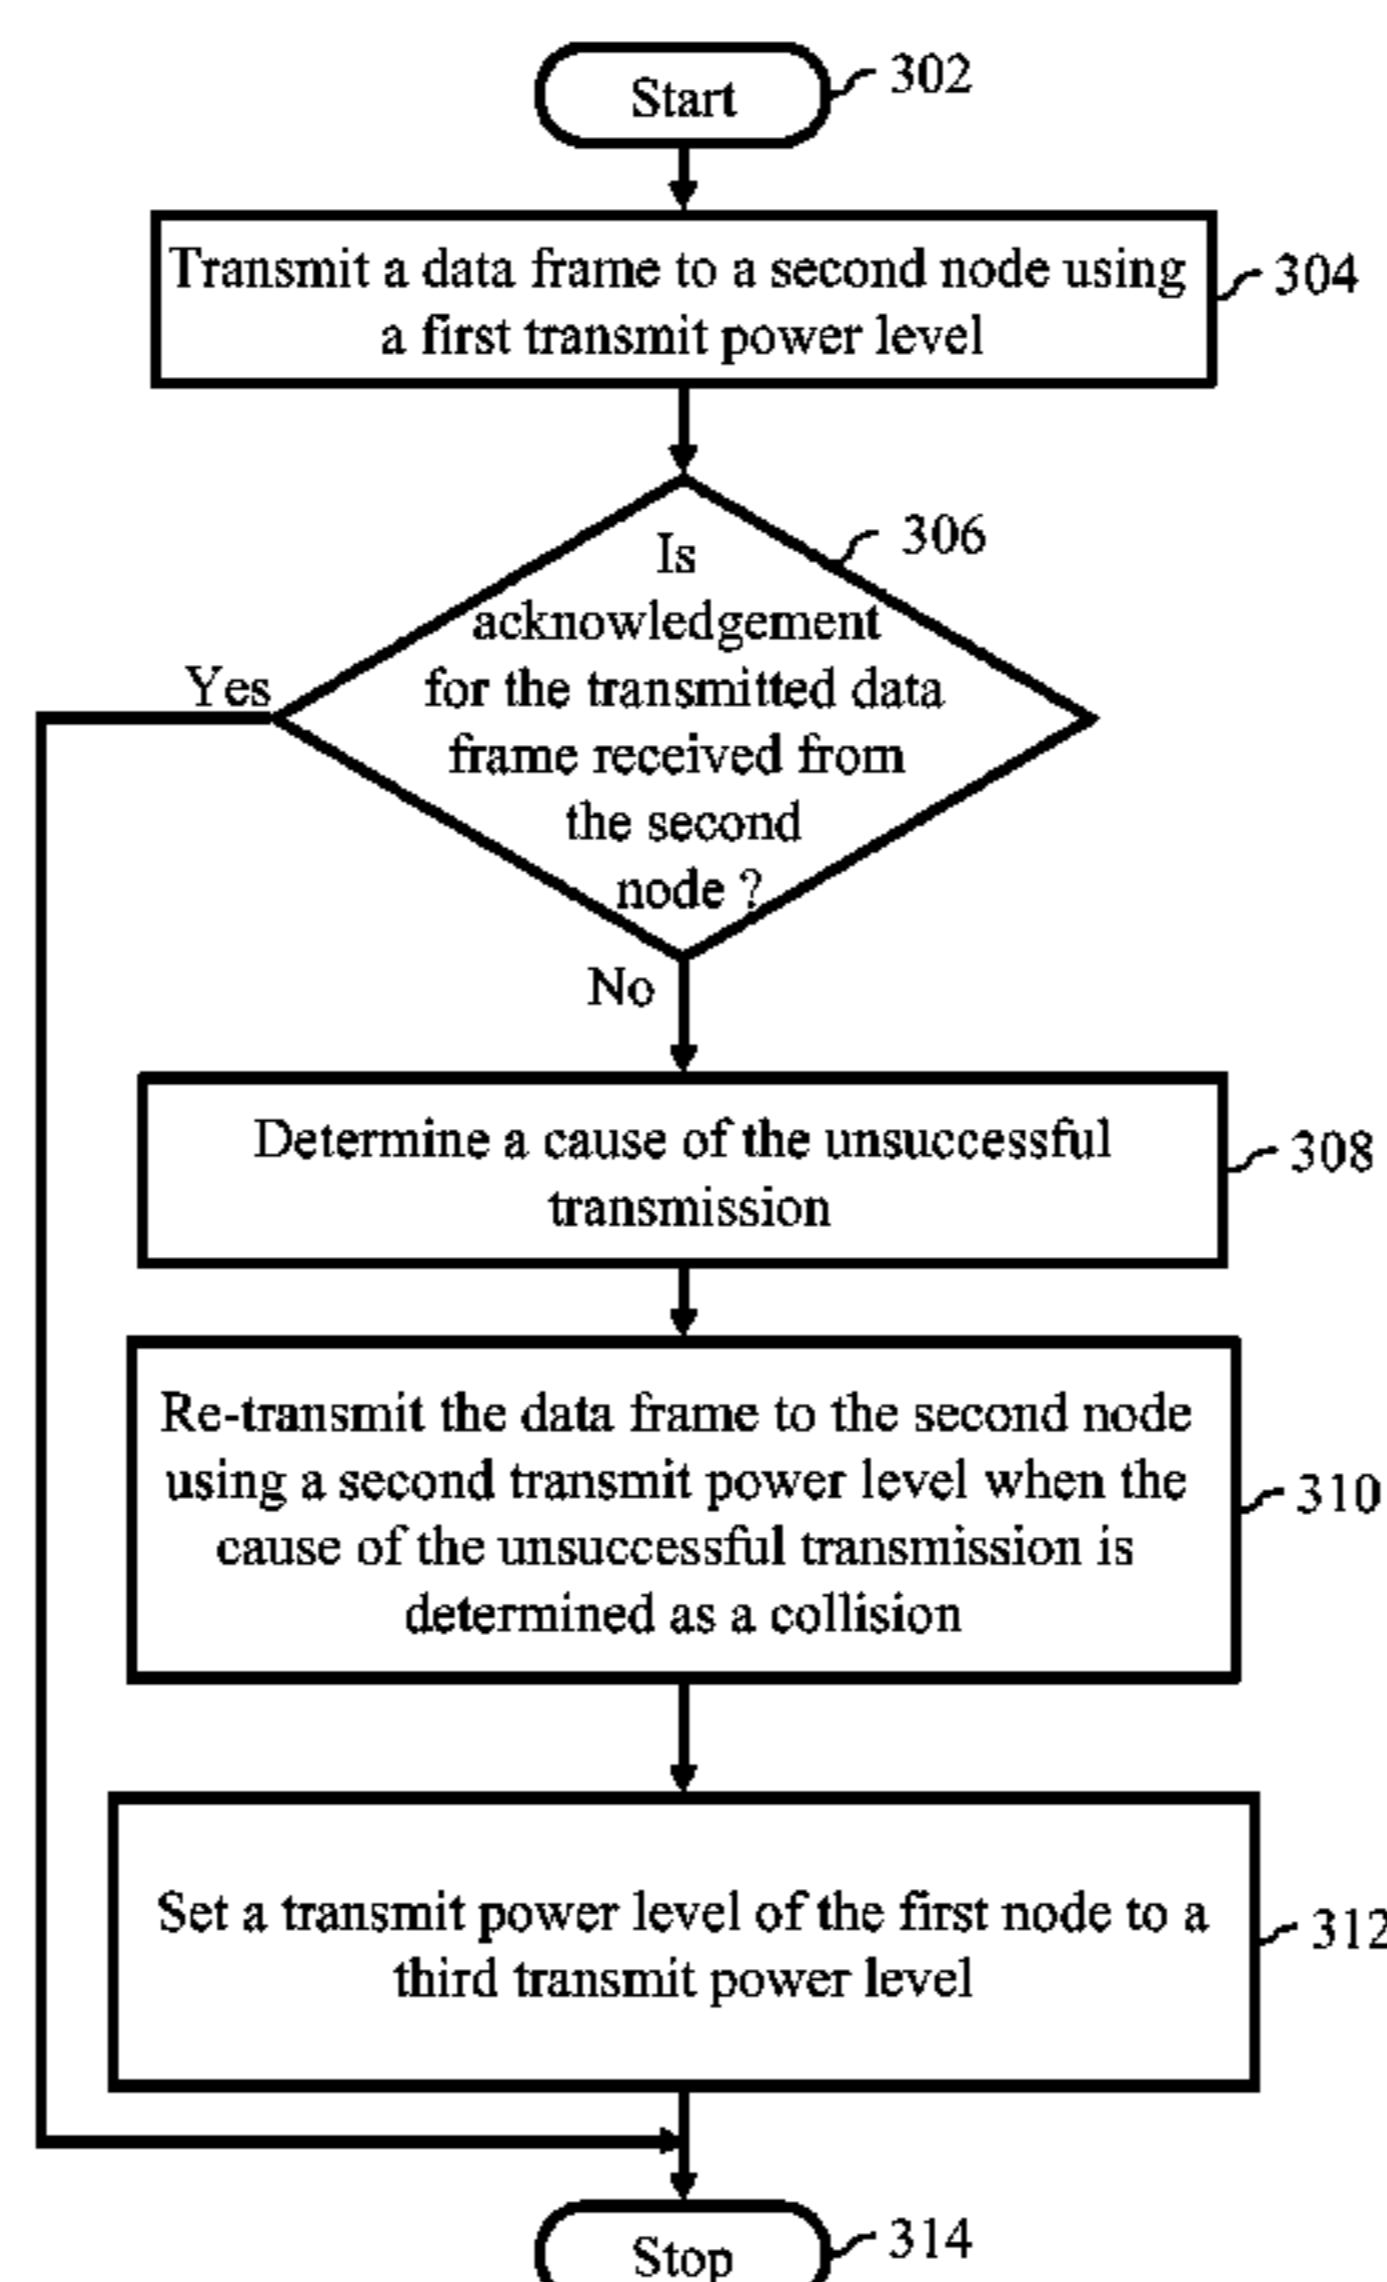 Start
302
Transmit a data frame to a second node using
a first transmit power level
304
Is
acknowledgement
for the transmitted data
frame received from
the second
node ?
306
Yes
No
Determine a cause of the unsuccessful
transmission
308
Re-transmit the data frame to the second node
using a second transmit power level when the
cause of the unsuccessful transmission is
determined as a collision
310
Set a transmit power level of the first node to a
third transmit power level
312
Stop
314